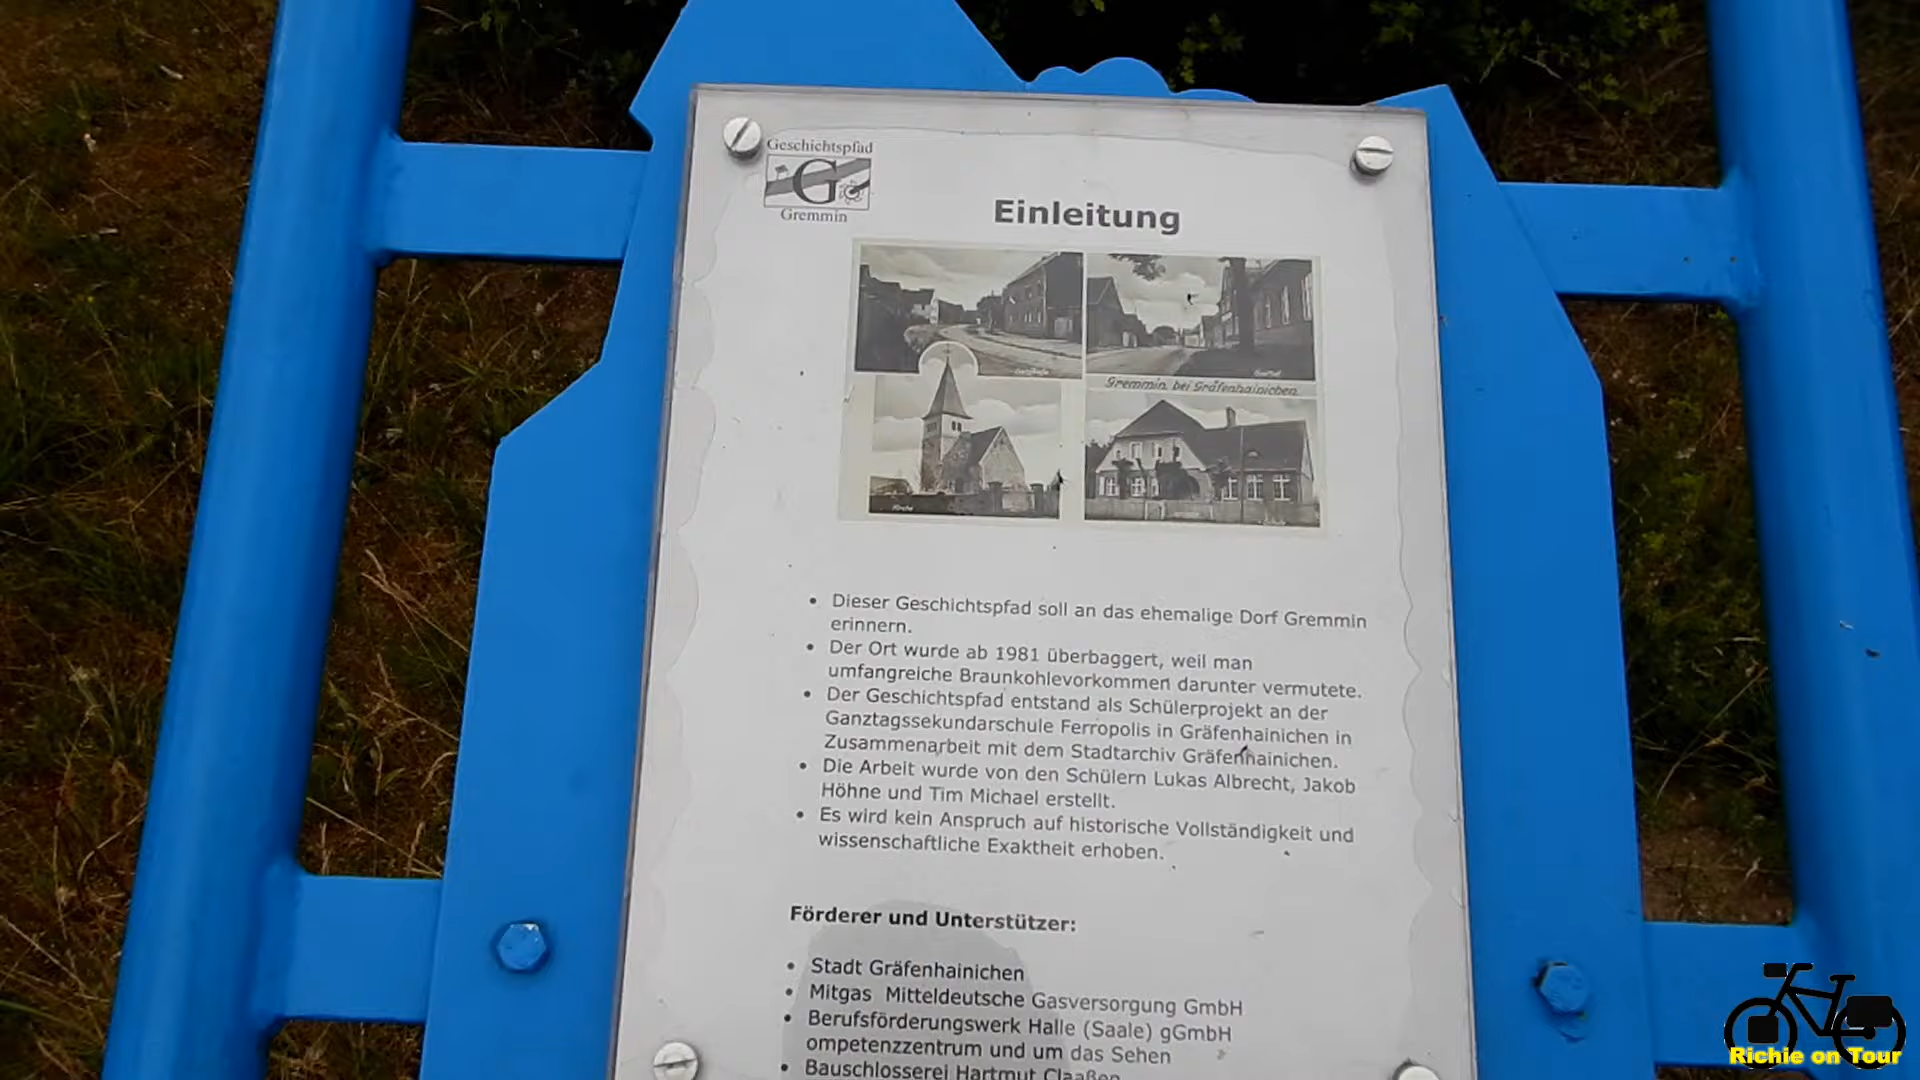 Geschichtspfad
G
Gremmin
Einleitung
Gremmin bei Gräfenhainichen
Kirche
• Dieser Geschichtspfad soll an das ehemalige Dorf Gremmin
erinnern.
• Der Ort wurde ab 1981 überbaggert, weil man
umfangreiche Braunkohlevorkommen darunter vermutete.
• Der Geschichtspfad entstand als Schülerprojekt an der
Ganztagssekundarschule Ferropolis in Gräfenhainichen in
Zusammenarbeit mit dem Stadtarchiv Gräfenhainichen.
• Die Arbeit wurde von den Schülern Lukas Albrecht, Jakob
Höhne und Tim Michael erstellt.
• Es wird kein Anspruch auf historische Vollständigkeit und
wissenschaftliche Exaktheit erhoben.
Förderer und Unterstützer:
• Stadt Gräfenhainichen
• Mitgas Mitteldeutsche Gasversorgung GmbH
• Berufsförderungswerk Halle (Saale) gGmbH
ompetenzzentrum und um das Sehen
• Bauschlosserei Hartmut Claaßen
Richie on Tour